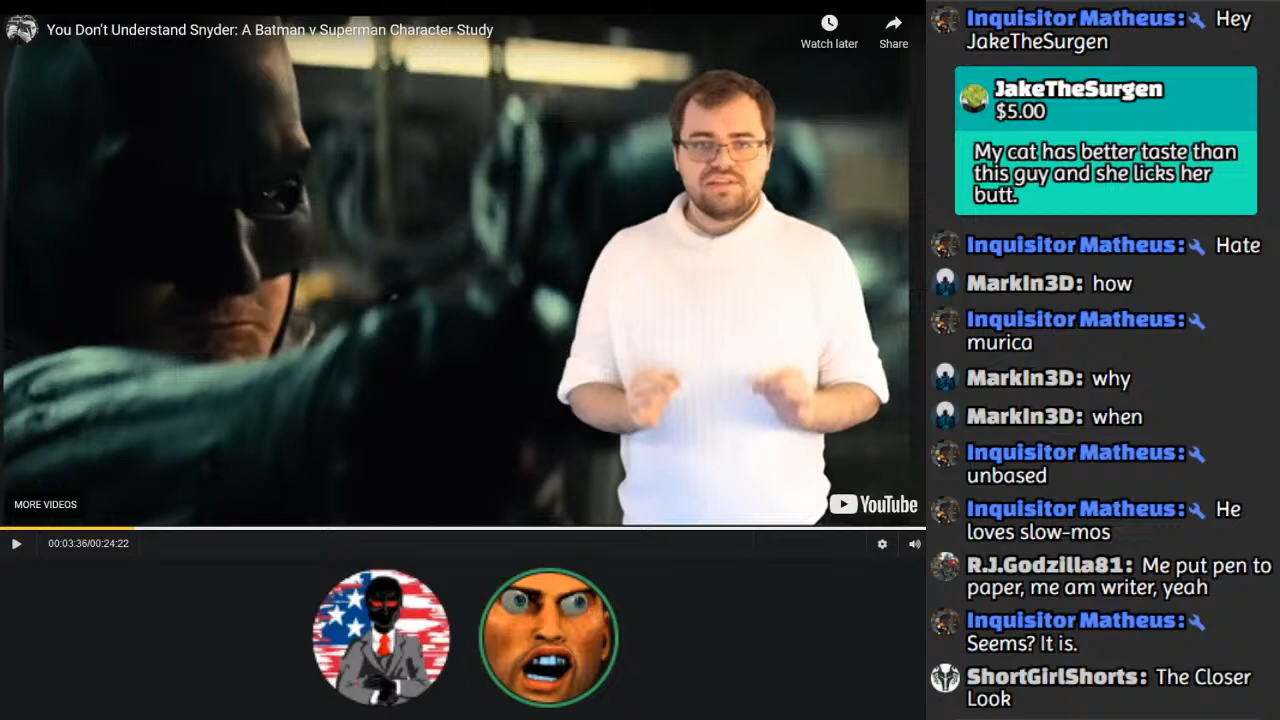 You Don't Understand Snyder: A Batman v Superman Character Study
Watch later
Share
MORE VIDEOS
YouTube
00:03:36/00:24:22
Inquisitor Matheus: Hey
JakeTheSurgen
JakeTheSurgen
$5.00
My cat has better taste than
this guy and she licks her
butt.
Inquisitor Matheus: Hate
MarkIn3D: how
Inquisitor Matheus:
murica
MarkIn3D: why
MarkIn3D: when
Inquisitor Matheus:
unbased
Inquisitor Matheus: He
loves slow-mos
R.J.Godzilla81: Me put pen to
paper, me am writer, yeah
Inquisitor Matheus:
Seems? It is.
ShortGirlShorts: The Closer
Look